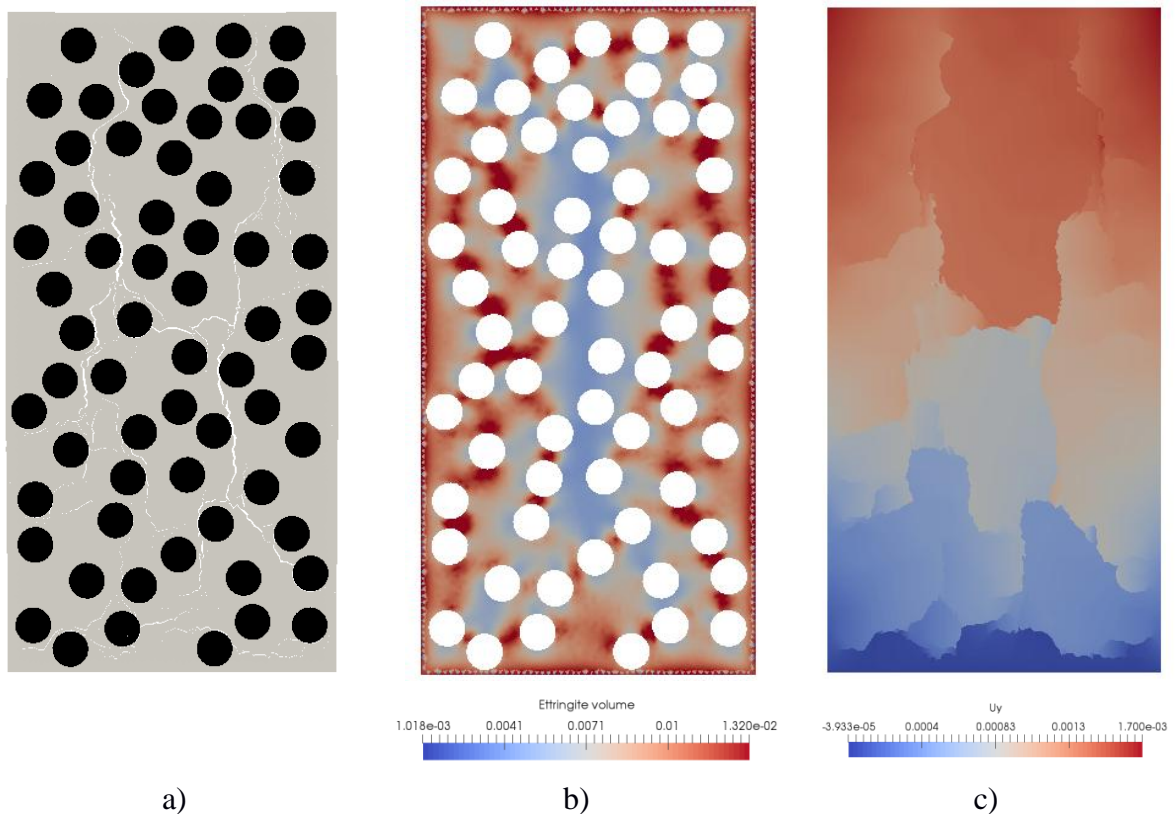 Ettringite volume
1.018e-03 0.0041 0.0071 0.01 1.320e-02
Uy
-3.933e-05 0.0004 0.00083 0.0013 1.700e-03
a) b) c)